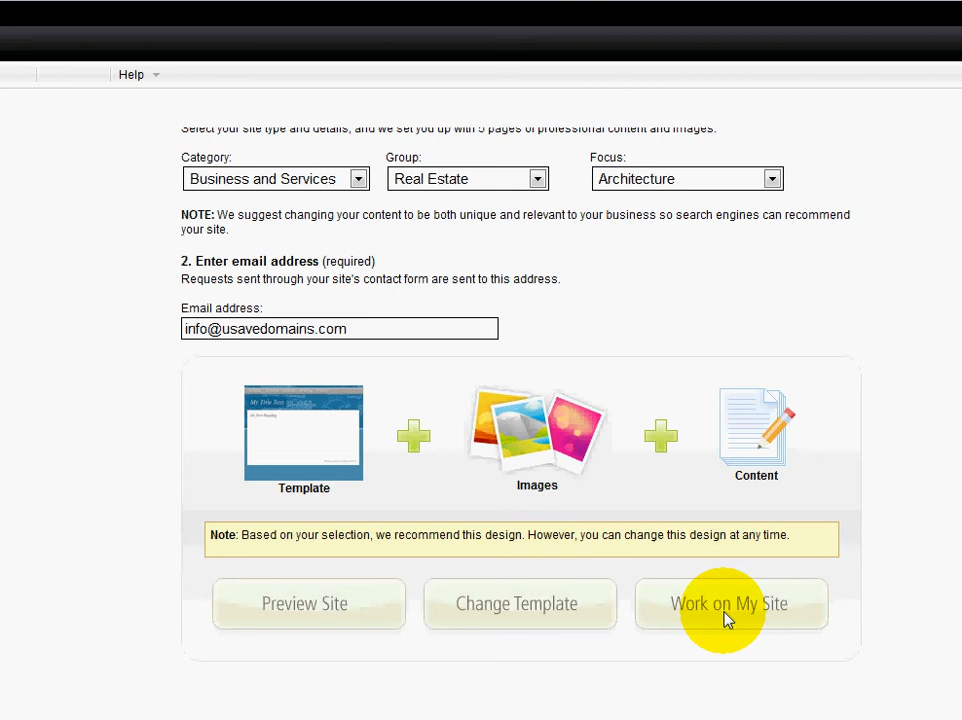 Help
Select your site type and details, and we set you up with 5 pages of professional content and images.
Category:
Group:
Focus:
Business and Services
Real Estate
Architecture
NOTE: We suggest changing your content to be both unique and relevant to your business so search engines can recommend
your site.
2. Enter email address (required)
Requests sent through your site's contact form are sent to this address.
Email address:
info@usavedomains.com
My Title Text
Template
Images
Content
Note: Based on your selection, we recommend this design. However, you can change this design at any time.
Preview Site
Change Template
Work on My Site